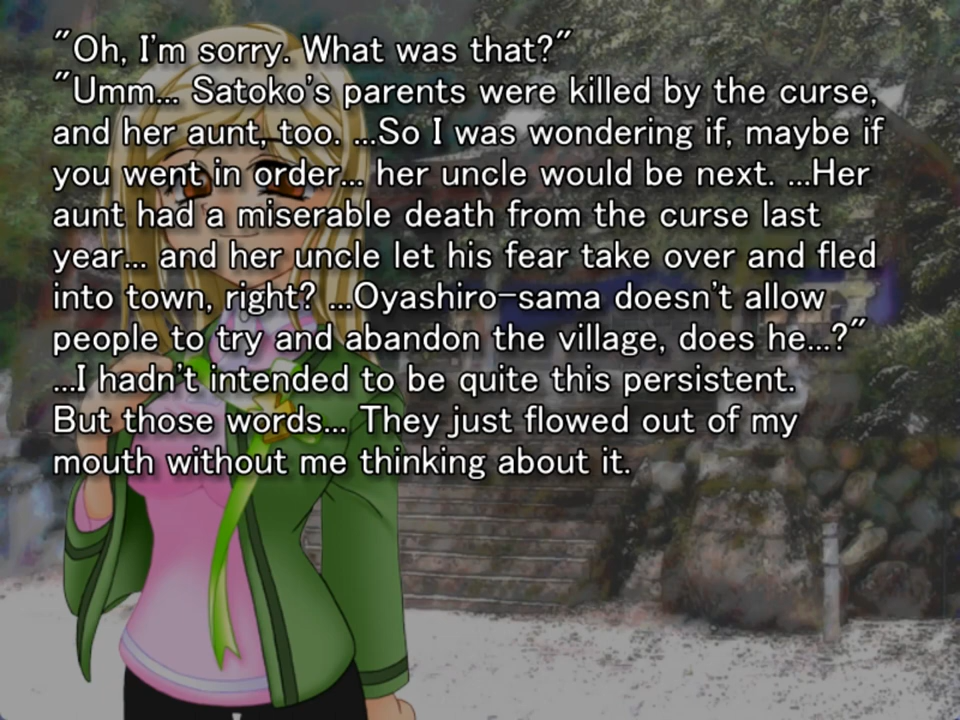 "Oh, I'm sorry. What was that?"
"Umm... Satoko's parents were killed by the curse,
and her aunt, too. ...So I was wondering if, maybe if
you went in order... her uncle would be next. ...Her
aunt had a miserable death from the curse last
year... and her uncle let his fear take over and fled
into town, right? ...Oyashiro-sama doesn't allow
people to try and abandon the village, does he...?"
...I hadn't intended to be quite this persistent.
But those words... They just flowed out of my
mouth without me thinking about it.